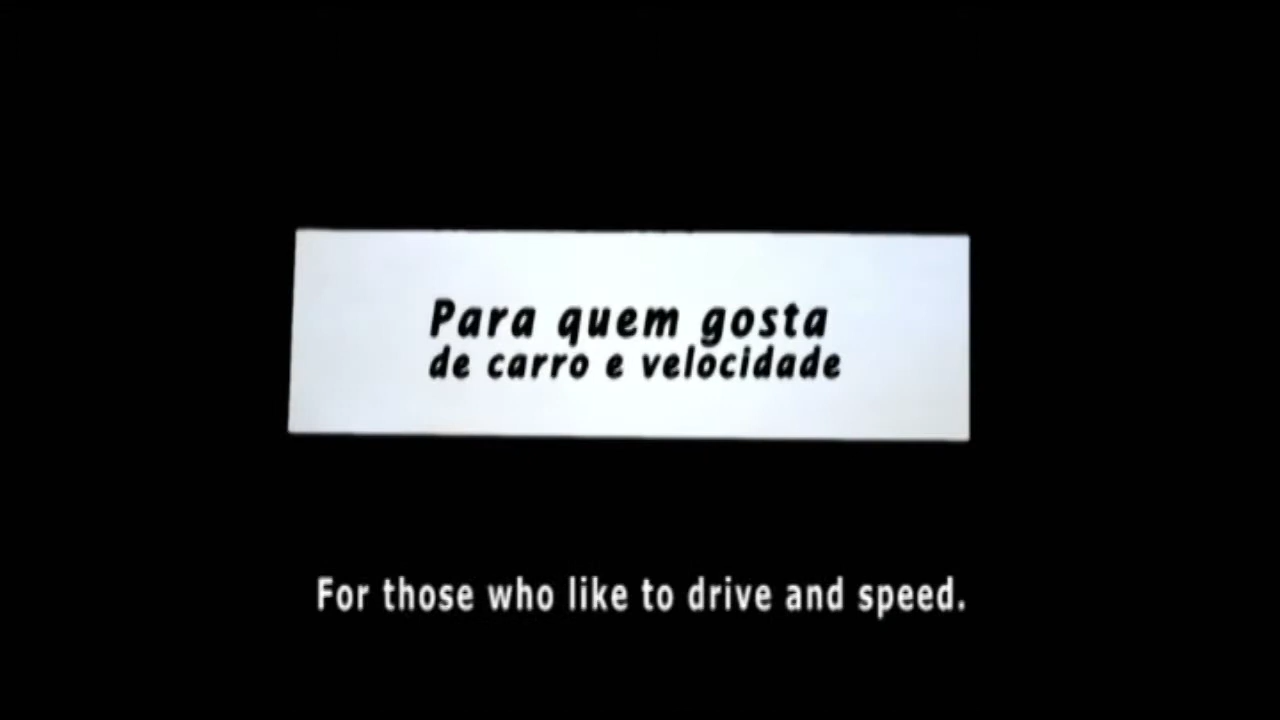 Para quem gosta
de carro e velocidade
For those who like to drive and speed.